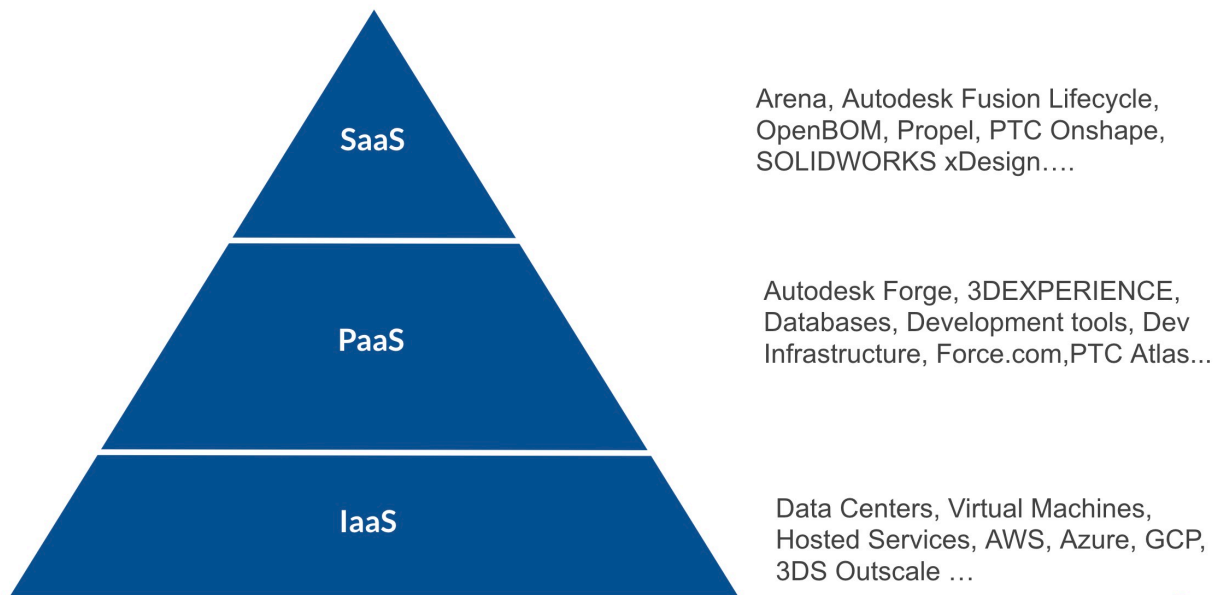 SaaS
Arena, Autodesk Fusion Lifecycle,
OpenBOM, Propel, PTC Onshape,
SOLIDWORKS xDesign….
PaaS
Autodesk Forge, 3DEXPERIENCE,
Databases, Development tools, Dev
Infrastructure, Force.com,PTC Atlas...
IaaS
Data Centers, Virtual Machines,
Hosted Services, AWS, Azure, GCP,
3DS Outscale …